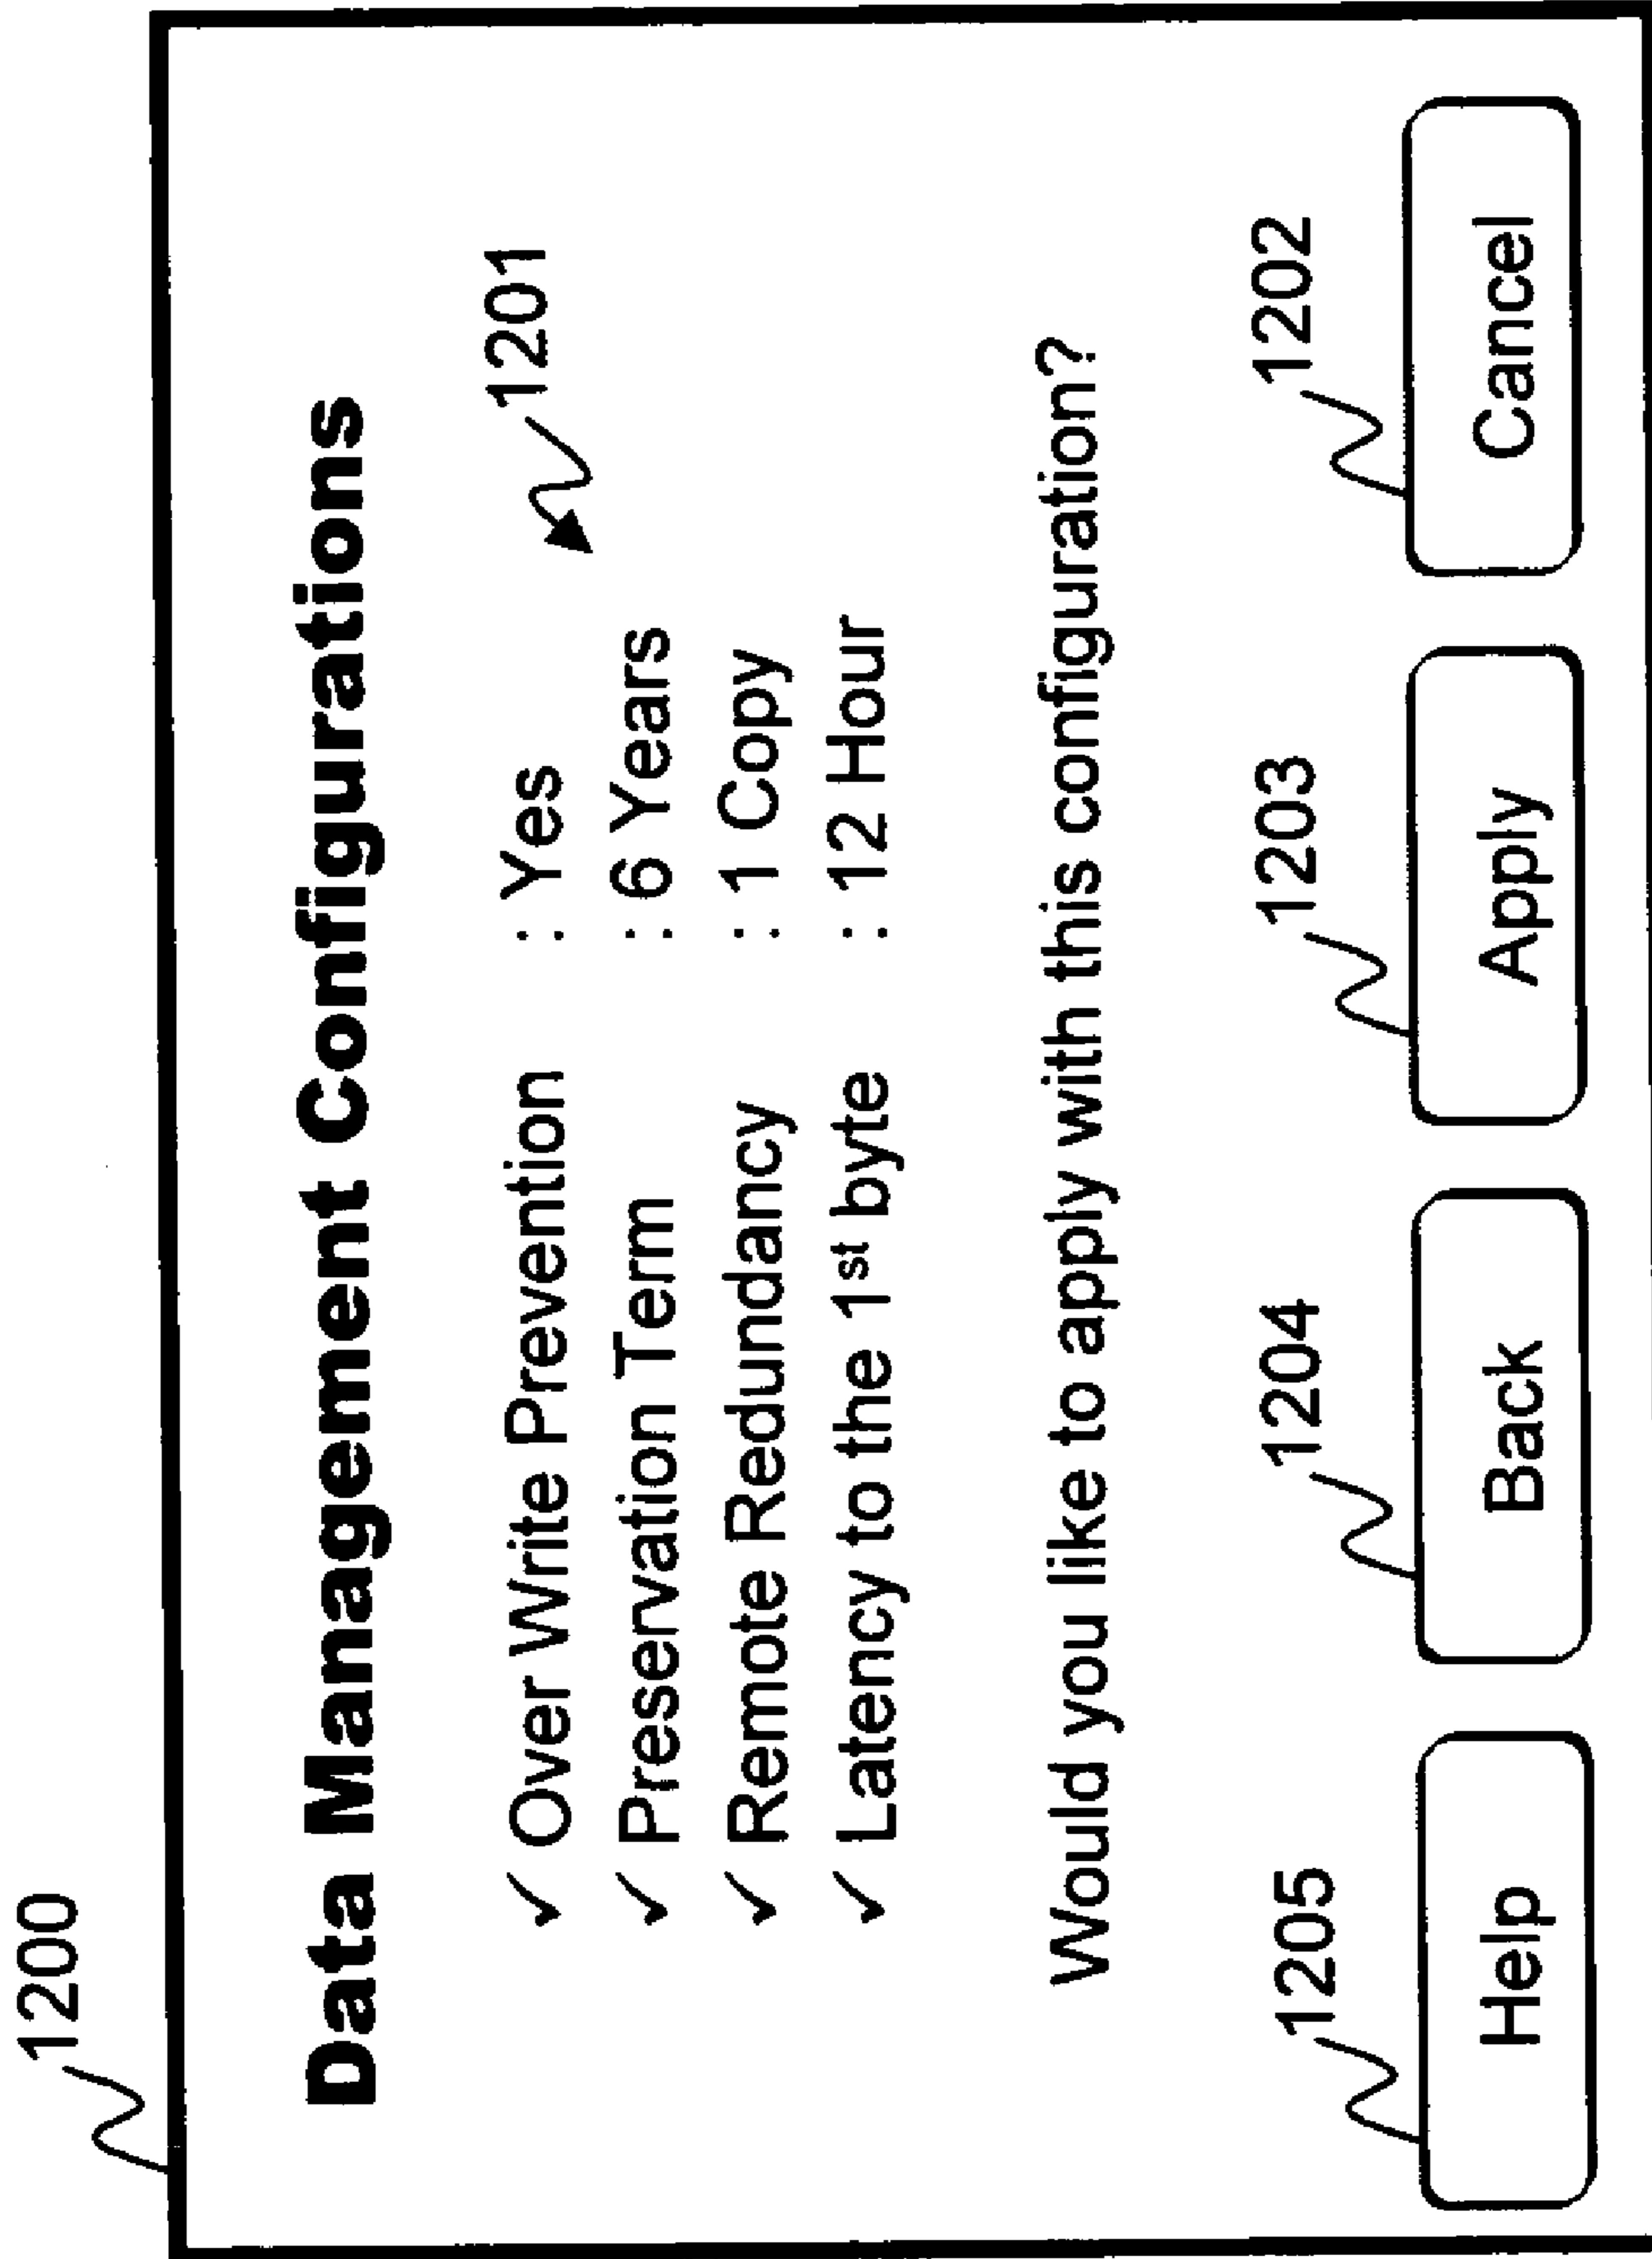 1200
Data Management Configurations
1201
✓ Over Write Prevention : Yes
✓ Preservation Term : 6 Years
✓ Remote Redundancy : 1 Copy
✓ Latency to the 1st byte : 12 Hour
Would you like to apply with this configuration?
1205 1204 1203 1202
Help Back Apply Cancel